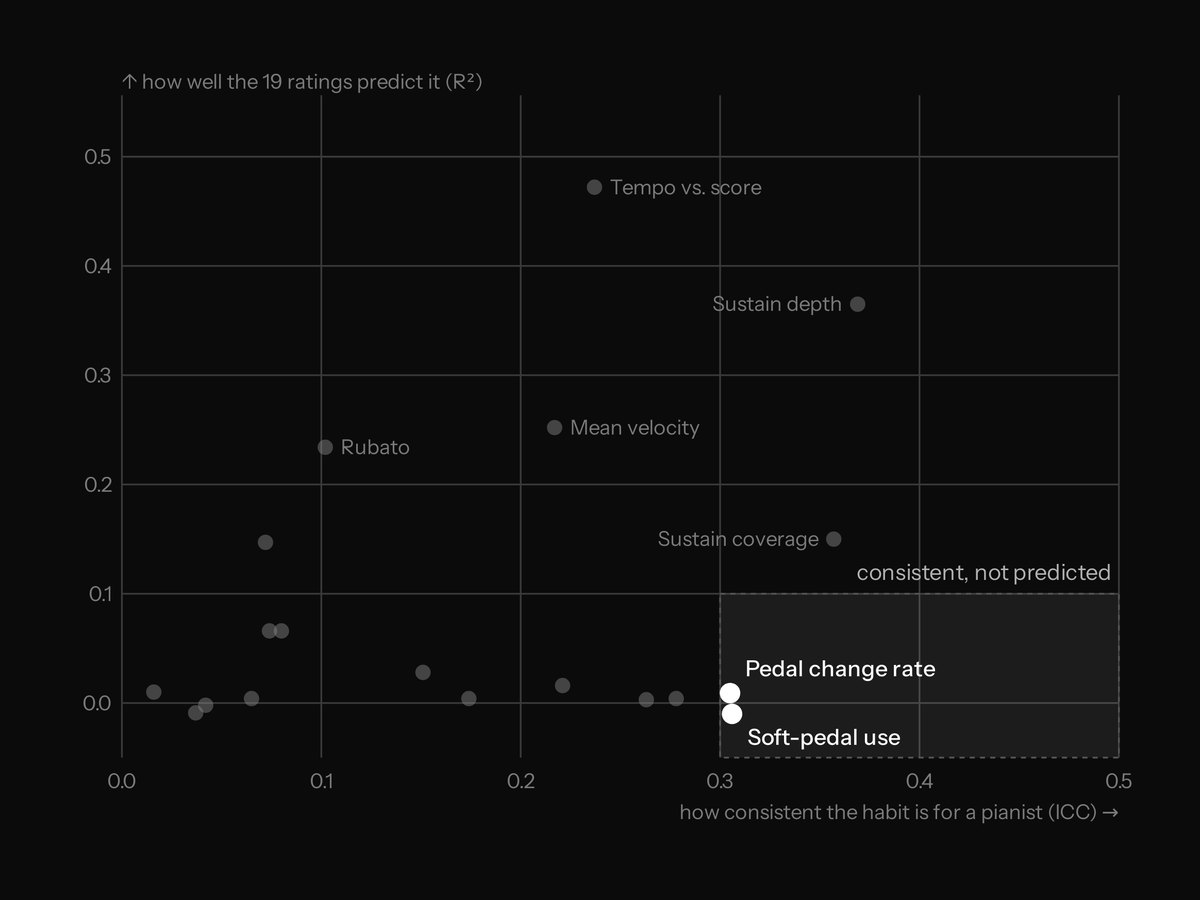 ↑ how well the 19 ratings predict it (R²)
0.5
Tempo vs. score
0.4
Sustain depth
0.3
Mean velocity
Rubato
0.2
Sustain coverage
consistent, not predicted
0.1
Pedal change rate
0.0
Soft-pedal use
0.0 0.1 0.2 0.3 0.4 0.5
how consistent the habit is for a pianist (ICC) →